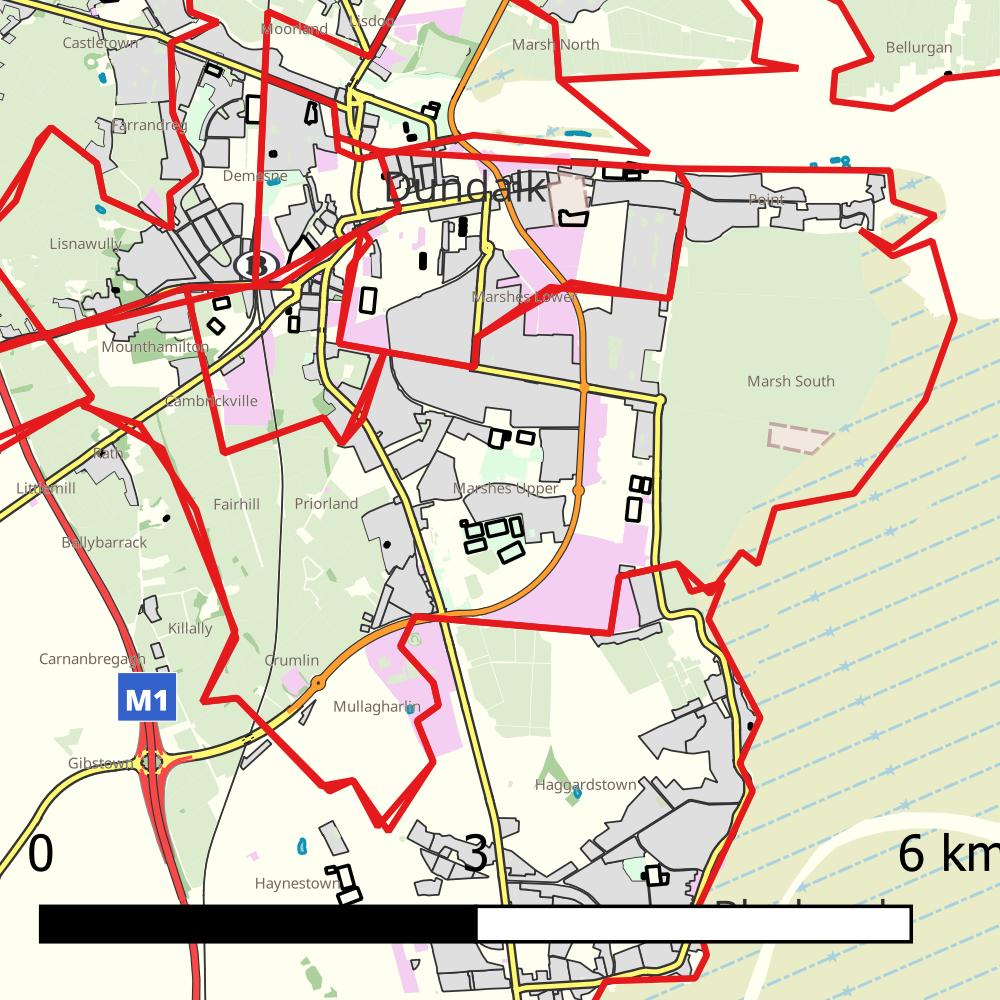 Lisdoo
Moorland
Castletown
Marsh North
Bellurgan
Farrandreg
Demesne
Dundalk
Point
Lisnawully
B
Marshes Lower
Mounthamilton
Marsh South
Cambrickville
Rath
Littlemill
Marshes Upper
Fairhill
Priorland
Ballybarrack
Killally
Carnanbregagh
Crumlin
M1
Mullagharlin
Gibstown
Haggardstown
0
3
6 km
Haynestown